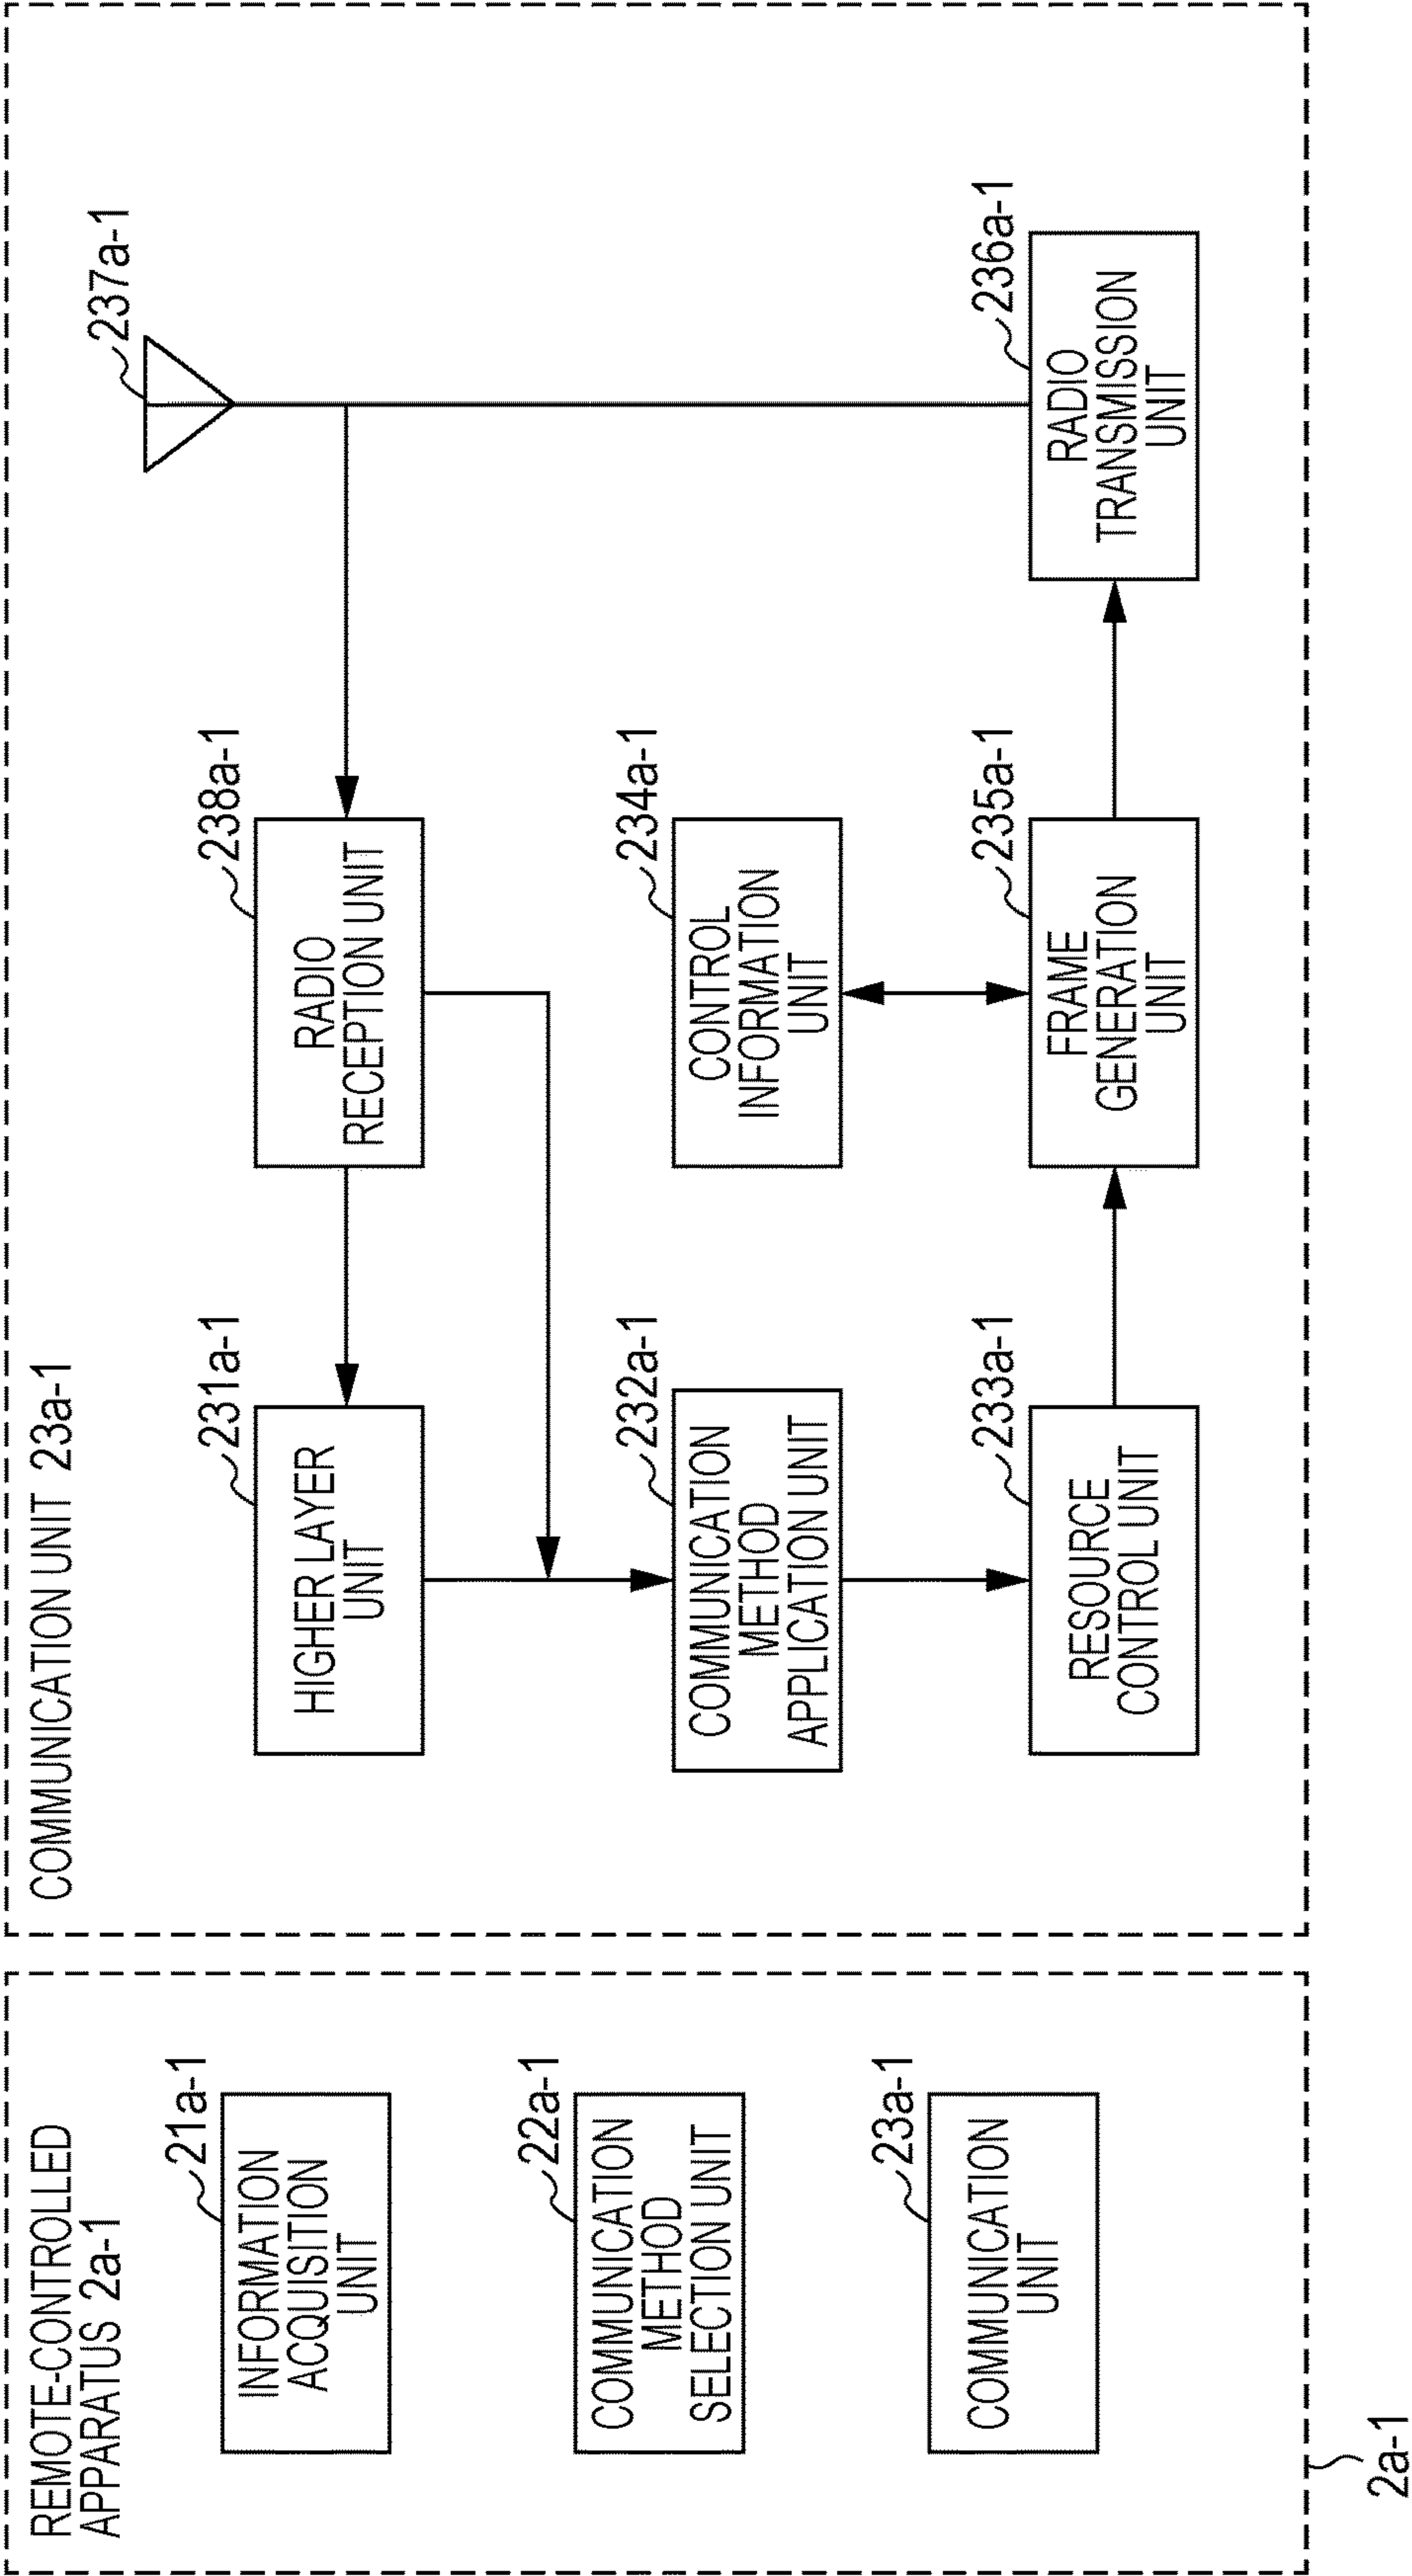 REMOTE-CONTROLLED
APPARATUS 2a-1
21a-1
INFORMATION
ACQUISITION
UNIT
22a-1
COMMUNICATION
METHOD
SELECTION UNIT
23a-1
COMMUNICATION
UNIT
2a-1
COMMUNICATION UNIT 23a-1
231a-1
HIGHER LAYER
UNIT
238a-1
RADIO
RECEPTION UNIT
237a-1
232a-1
COMMUNICATION
METHOD
APPLICATION UNIT
234a-1
CONTROL
INFORMATION
UNIT
233a-1
RESOURCE
CONTROL UNIT
235a-1
FRAME
GENERATION
UNIT
236a-1
RADIO
TRANSMISSION
UNIT